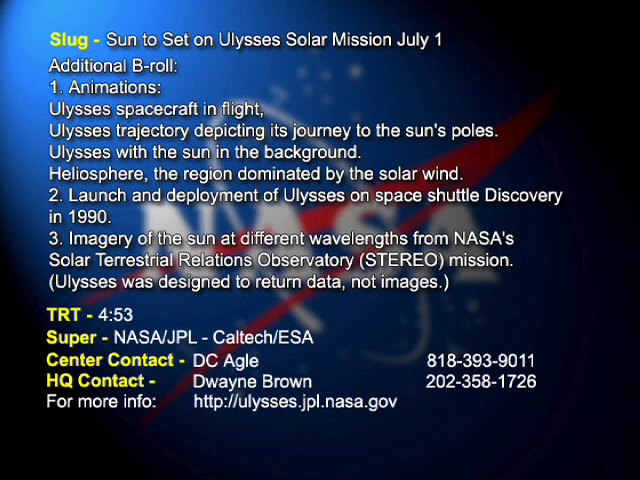 Slug - Sun to Set on Ulysses Solar Mission July 1
Additional B-roll:
1. Animations:
Ulysses spacecraft in flight,
Ulysses trajectory depicting its journey to the sun's poles.
Ulysses with the sun in the background.
Heliosphere, the region dominated by the solar wind.
2. Launch and deployment of Ulysses on space shuttle Discovery
in 1990.
3. Imagery of the sun at different wavelengths from NASA's
Solar Terrestrial Relations Observatory (STEREO) mission.
(Ulysses was designed to return data, not images.)
TRT - 4:53
Super - NASA/JPL - Caltech/ESA
Center Contact - DC Agle 818-393-9011
HQ Contact - Dwayne Brown 202-358-1726
For more info: http://ulysses.jpl.nasa.gov
NASA